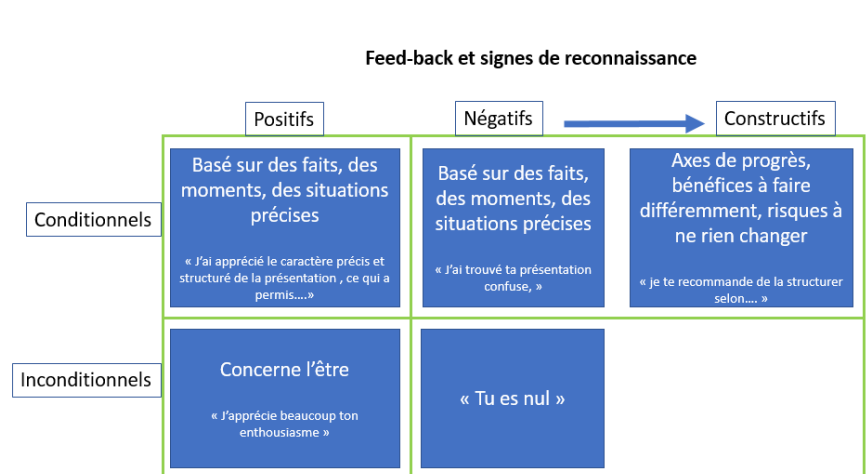 Feed-back et signes de reconnaissance
Positifs
Négatifs
Constructifs
Conditionnels
Basé sur des faits, des
moments, des situations
précises
« J'ai apprécié le caractère précis et
structuré de la présentation , ce qui a
permis....»
Basé sur des faits,
des moments, des
situations précises
« J'ai trouvé ta présentation
confuse, »
Axes de progrès,
bénéfices à faire
différemment, risques à
ne rien changer
« je te recommande de la structurer
selon.... »
Inconditionnels
Concerne l'être
« J'apprécie beaucoup ton
enthousiasme »
« Tu es nul »